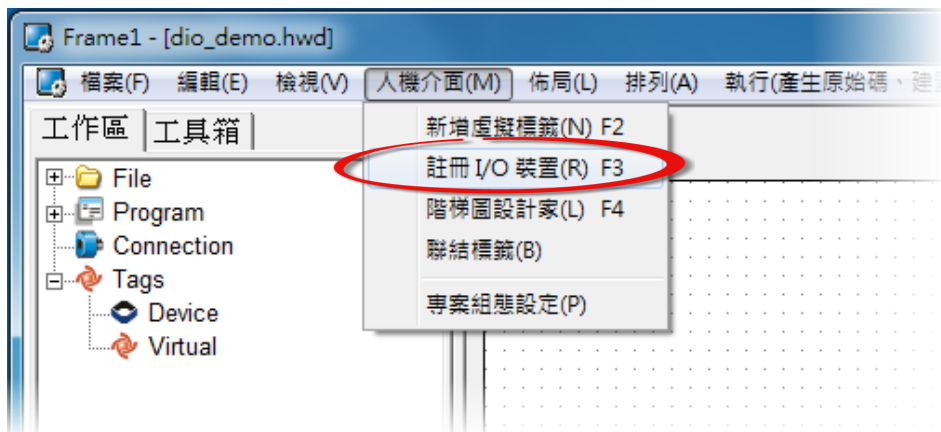 Frame1 - [dio_demo.hwd]
檔案(F) 編輯(E) 檢視(V) 人機介面(M) 佈局(L) 排列(A) 執行(產生原始碼、建
工作區 工具箱
新增虛擬標籤(N) F2
註冊 I/O 裝置(R) F3
階梯圖設計家(L) F4
聯結標籤(B)
專案組態設定(P)
File
Program
Connection
Tags
Device
Virtual